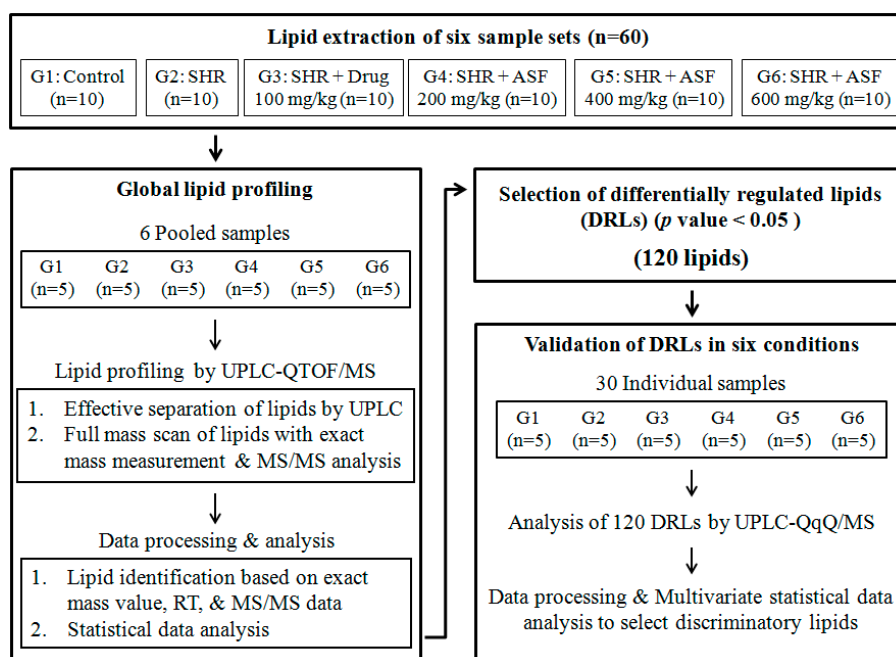 Lipid extraction of six sample sets (n=60)
G1: Control
(n=10)
G2: SHR
(n=10)
G3: SHR + Drug
100 mg/kg (n=10)
G4: SHR + ASF
200 mg/kg (n=10)
G5: SHR + ASF
400 mg/kg (n=10)
G6: SHR + ASF
600 mg/kg (n=10)
Global lipid profiling
6 Pooled samples
G1 G2 G3 G4 G5 G6
(n=5) (n=5) (n=5) (n=5) (n=5) (n=5)
Lipid profiling by UPLC-QTOF/MS
1. Effective separation of lipids by UPLC
2. Full mass scan of lipids with exact
mass measurement & MS/MS analysis
Data processing & analysis
1. Lipid identification based on exact
mass value, RT, & MS/MS data
2. Statistical data analysis
Selection of differentially regulated lipids
(DRLs) (p value < 0.05 )
(120 lipids)
Validation of DRLs in six conditions
30 Individual samples
G1 G2 G3 G4 G5 G6
(n=5) (n=5) (n=5) (n=5) (n=5) (n=5)
Analysis of 120 DRLs by UPLC-QqQ/MS
Data processing & Multivariate statistical data
analysis to select discriminatory lipids